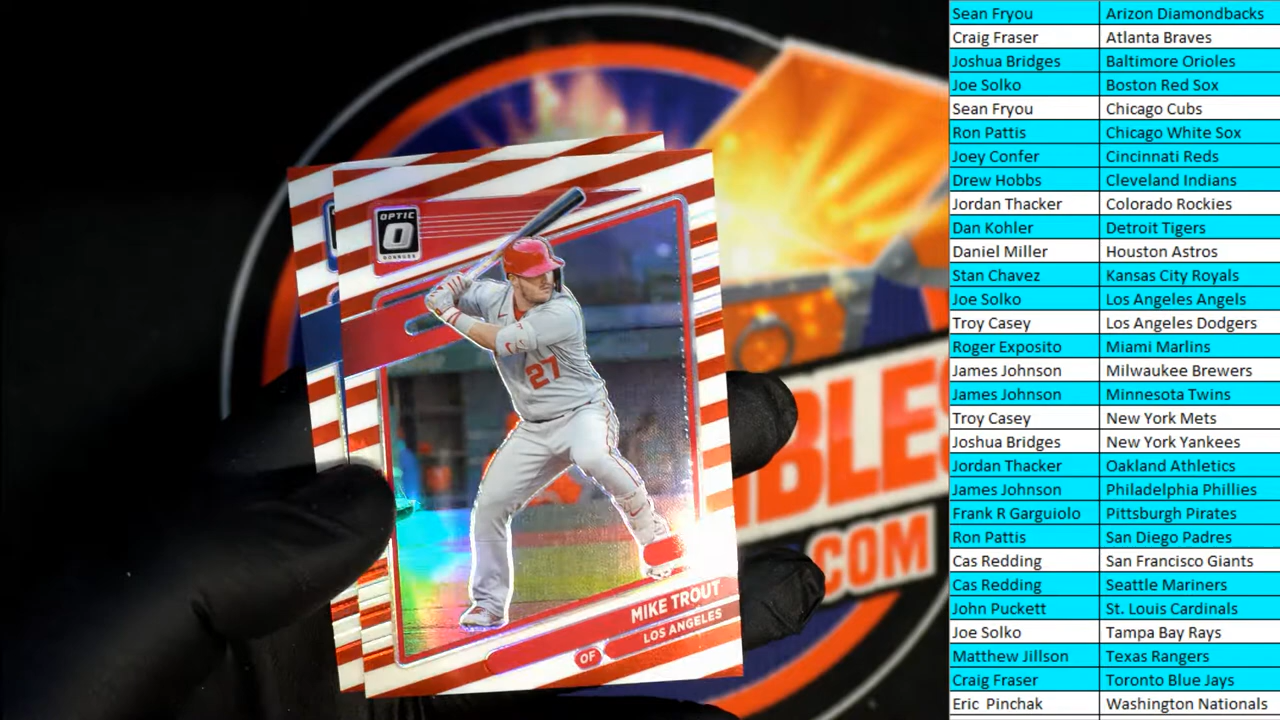 OPTIC
DONRUSS
27
MIKE TROUT
LOS ANGELES
OF
BLES
.COM
Sean Fryou Arizon Diamondbacks
Craig Fraser Atlanta Braves
Joshua Bridges Baltimore Orioles
Joe Solko Boston Red Sox
Sean Fryou Chicago Cubs
Ron Pattis Chicago White Sox
Joey Confer Cincinnati Reds
Drew Hobbs Cleveland Indians
Jordan Thacker Colorado Rockies
Dan Kohler Detroit Tigers
Daniel Miller Houston Astros
Stan Chavez Kansas City Royals
Joe Solko Los Angeles Angels
Troy Casey Los Angeles Dodgers
Roger Exposito Miami Marlins
James Johnson Milwaukee Brewers
James Johnson Minnesota Twins
Troy Casey New York Mets
Joshua Bridges New York Yankees
Jordan Thacker Oakland Athletics
James Johnson Philadelphia Phillies
Frank R Garguiolo Pittsburgh Pirates
Ron Pattis San Diego Padres
Cas Redding San Francisco Giants
Cas Redding Seattle Mariners
John Puckett St. Louis Cardinals
Joe Solko Tampa Bay Rays
Matthew Jillson Texas Rangers
Craig Fraser Toronto Blue Jays
Eric Pinchak Washington Nationals